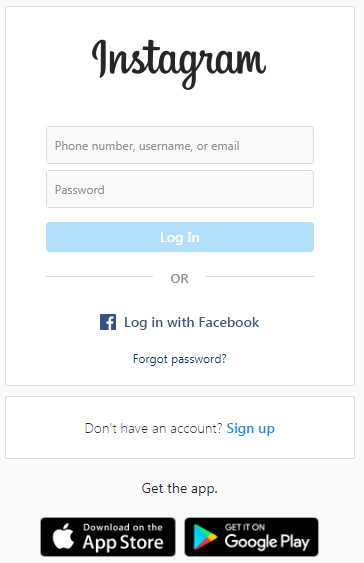 Instagram
Phone number, username, or email
Password
Log In
OR
Log in with Facebook
Forgot password?
Don't have an account? Sign up
Get the app.
Download on the
App Store
GET IT ON
Google Play